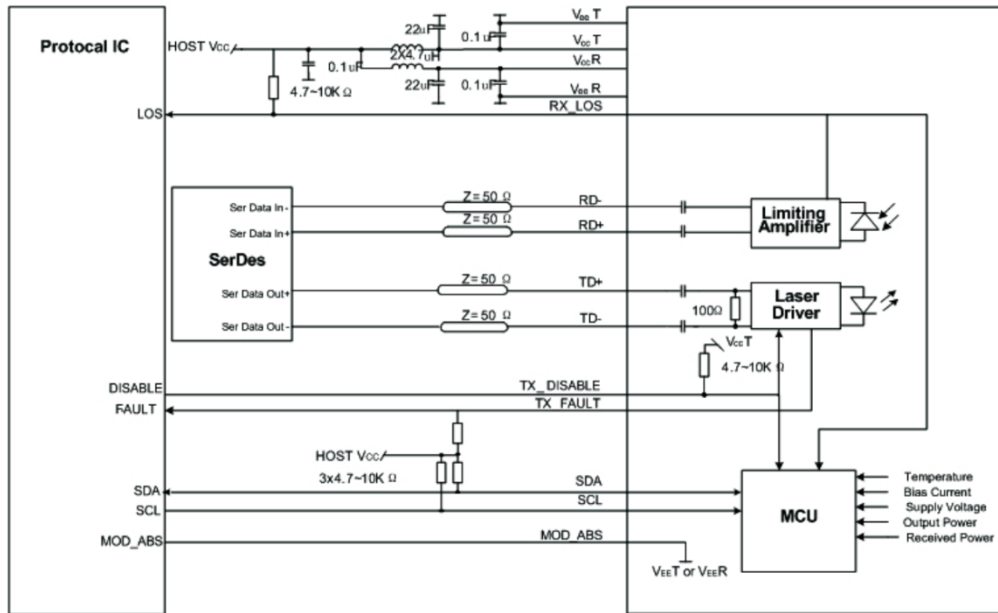 Protocal IC
HOST Vcc
22uF
0.1uF
VeeT
VccT
2X4.7uH
0.1uF
VccR
4.7~10K Ω
22uF
0.1uF
Vee R
LOS
RX_LOS
Ser Data In-
Z= 50 Ω
RD-
Ser Data In+
Z= 50 Ω
RD+
Limiting
Amplifier
SerDes
Ser Data Out+
Z= 50 Ω
TD+
100Ω
Laser
Driver
Ser Data Out-
Z= 50 Ω
TD-
VccT
4.7~10K Ω
DISABLE
TX_DISABLE
FAULT
TX_FAULT
HOST Vcc
3x4.7~10K Ω
SDA
SDA
SCL
SCL
MCU
Temperature
Bias Current
Supply Voltage
Output Power
Received Power
MOD_ABS
MOD_ABS
VEET or VEER